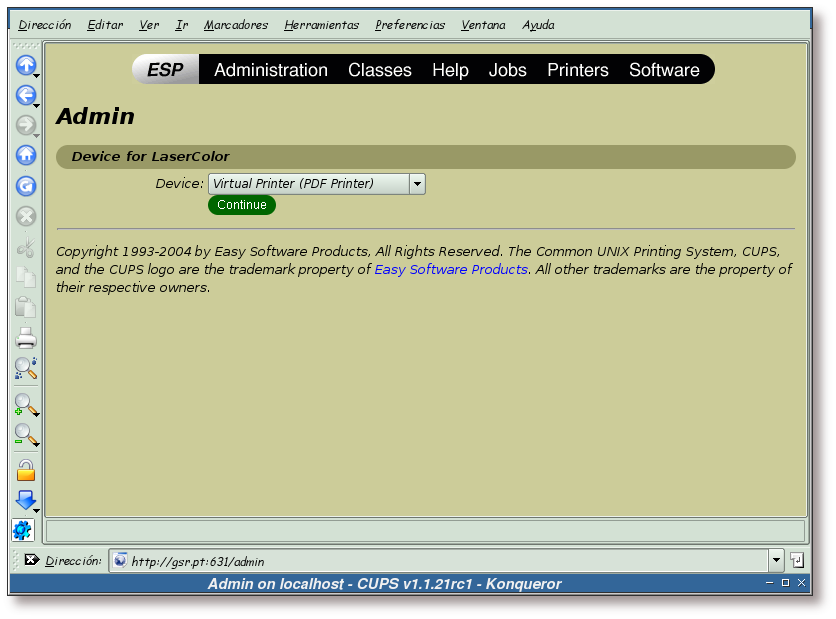 Dirección Editar Ver Ir Marcadores Herramientas Preferencias Ventana Ayuda
ESP Administration Classes Help Jobs Printers Software
Admin
Device for LaserColor
Device: Virtual Printer (PDF Printer)
Continue
Copyright 1993-2004 by Easy Software Products, All Rights Reserved. The Common UNIX Printing System, CUPS,
and the CUPS logo are the trademark property of Easy Software Products. All other trademarks are the property of
their respective owners.
Dirección: http://gsr.pt:631/admin
Admin on localhost - CUPS v1.1.21rc1 - Konqueror